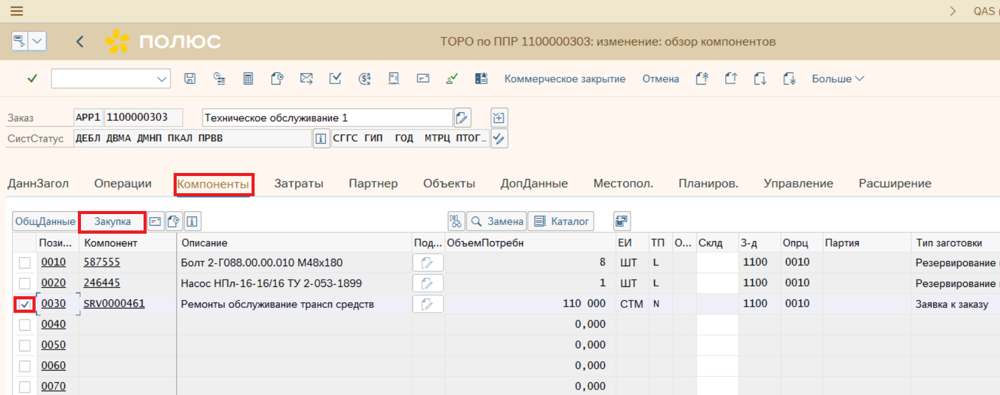 QAS
ПОЛЮС
ТОРО по ППР 1100000303: изменение: обзор компонентов
Коммерческое закрытие Отмена Больше
Заказ APP1 1100000303 Техническое обслуживание 1
СистСтатус ДЕБЛ ДВМА ДМНП ПКАЛ ПРВВ СГГС ГИП ГОД МТРЦ ПТОГ…
ДаннЗагол Операции Компоненты Затраты Партнер Объекты ДопДанные Местопол. Планиров. Управление Расширение
ОбщДанные Закупка Замена Каталог
Пози... Компонент Описание Под... ОбъемПотребн ЕИ ТП О... Склд З-д Опрц Партия Тип заготовки
0010 587555 Болт 2-Г088.00.00.010 М48х180 8 ШТ L 1100 0010 Резервирование
0020 246445 Насос НПл-16-16/16 ТУ 2-053-1899 1 ШТ L 1100 0010 Резервирование
0030 SRV0000461 Ремонты обслуживание трансп средств 110 000 СТМ N 1100 0010 Заявка к заказу
0040 0,000
0050 0,000
0060 0,000
0070 0,000